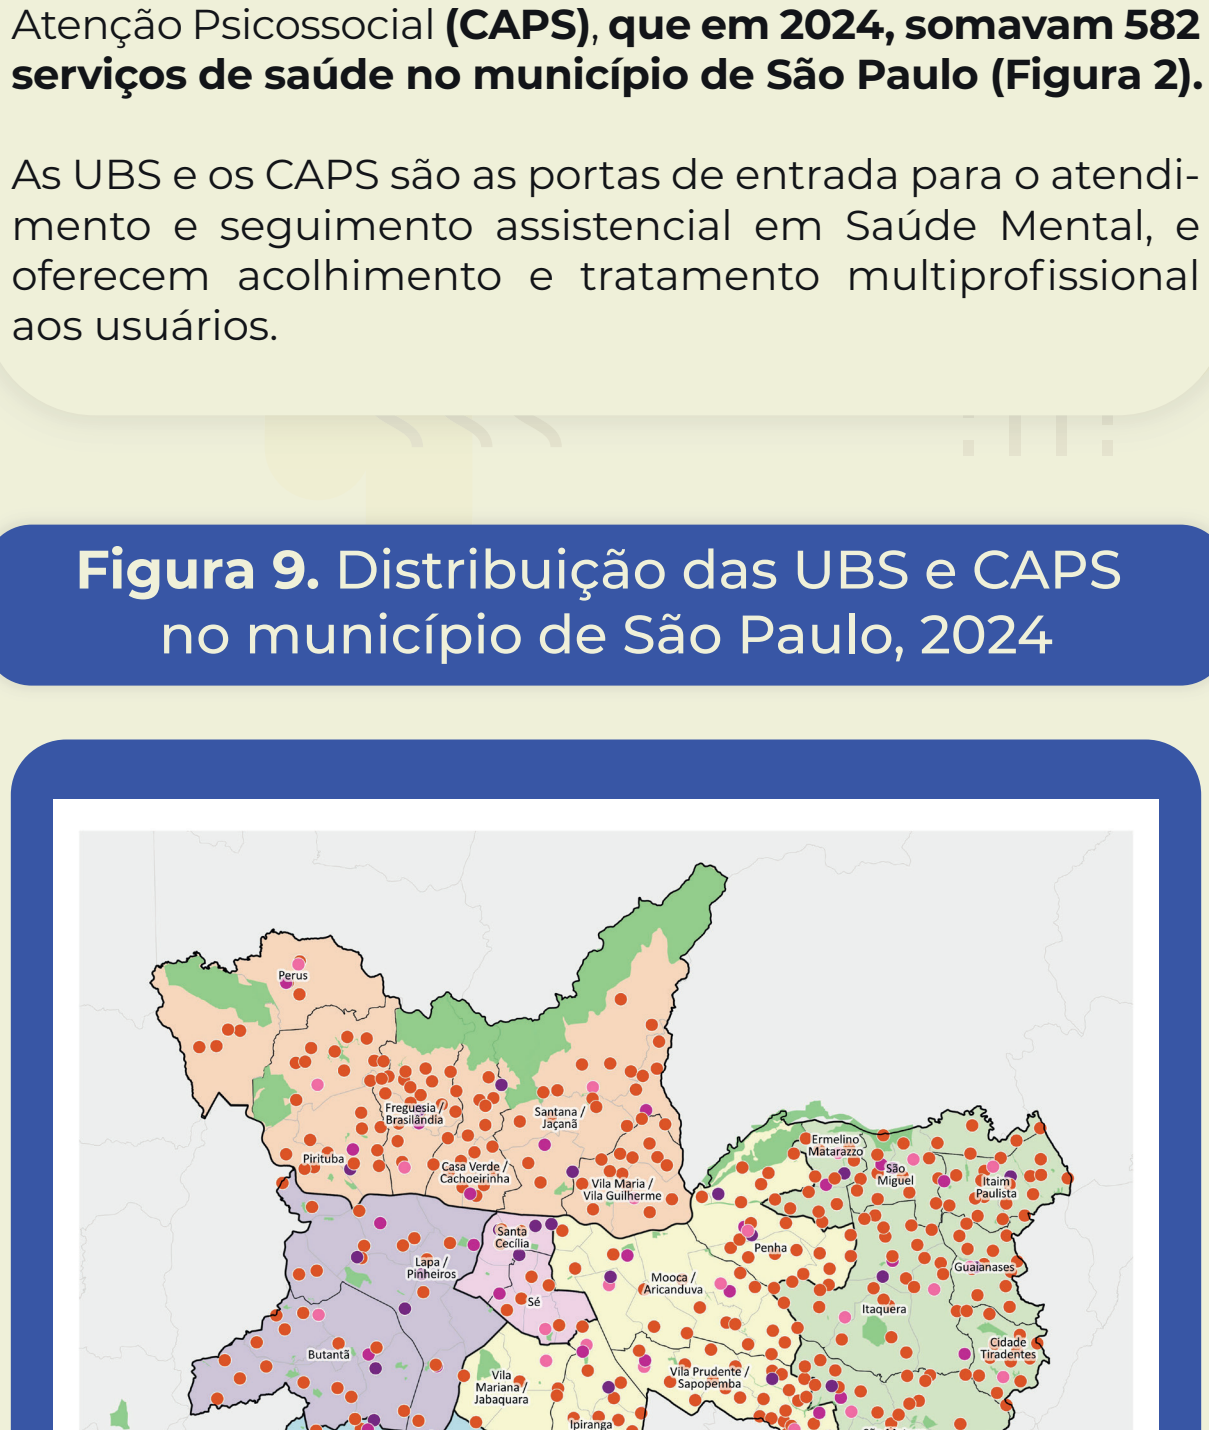 Atenção Psicossocial (CAPS), que em 2024, somavam 582
serviços de saúde no município de São Paulo (Figura 2).
As UBS e os CAPS são as portas de entrada para o atendi-
mento e seguimento assistencial em Saúde Mental, e
oferecem acolhimento e tratamento multiprofissional
aos usuários.
Figura 9. Distribuição das UBS e CAPS
no município de São Paulo, 2024
Perus
Freguesia /
Brasilândia
Santana /
Jaçanã
Pirituba
Casa Verde /
Cachoeirinha
Vila Maria /
Vila Guilherme
Ermelino
Matarazzo
São
Miguel
Itaim
Paulista
Santa
Cecília
Lapa /
Pinheiros
Penha
Guaianases
Mooca /
Aricanduva
Sé
Itaquera
Butantã
Cidade
Tiradentes
Vila
Mariana /
Jabaquara
Vila Prudente /
Sapopemba
Ipiranga